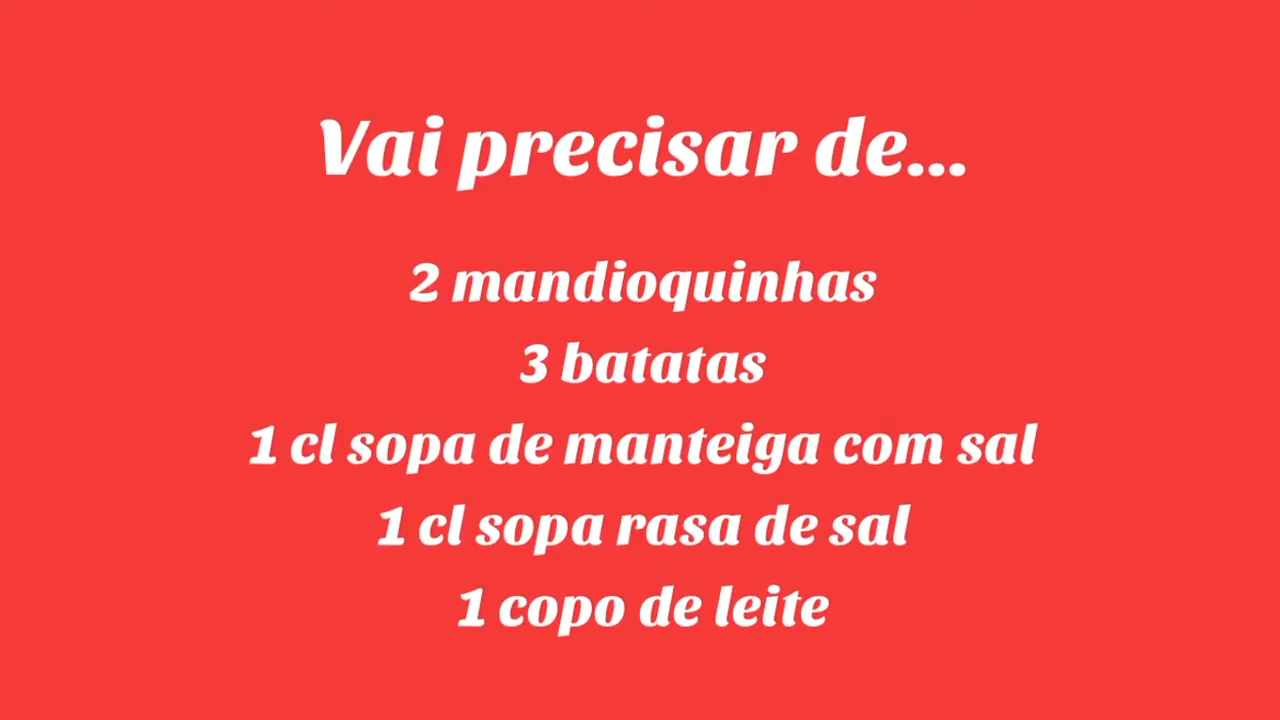 Vai precisar de...
2 mandioquinhas
3 batatas
1 cl sopa de manteiga com sal
1 cl sopa rasa de sal
1 copo de leite